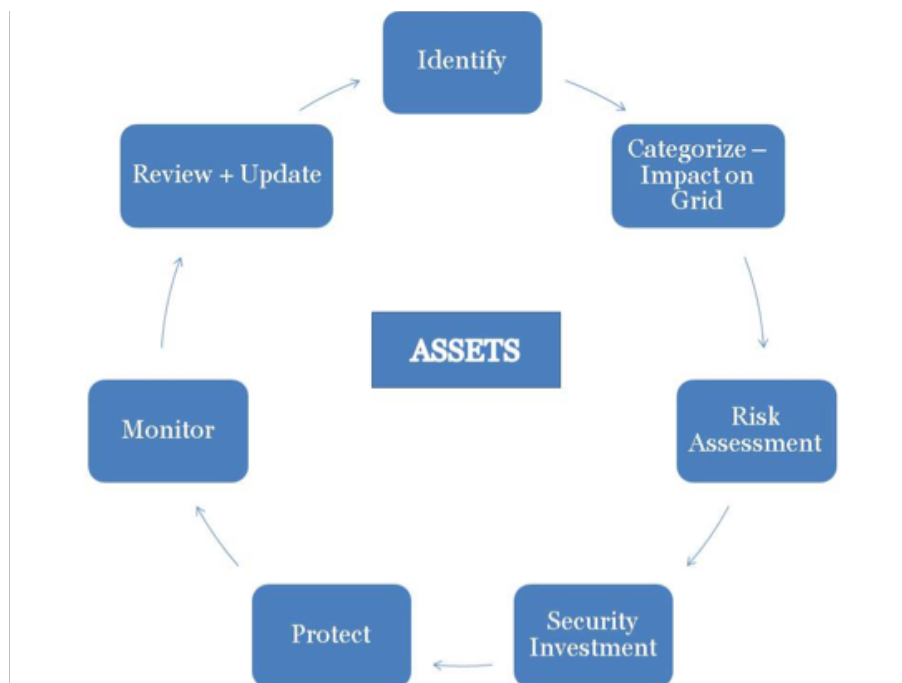 Identify
Categorize –
Impact on
Grid
Review + Update
ASSETS
Risk
Assessment
Monitor
Security
Investment
Protect